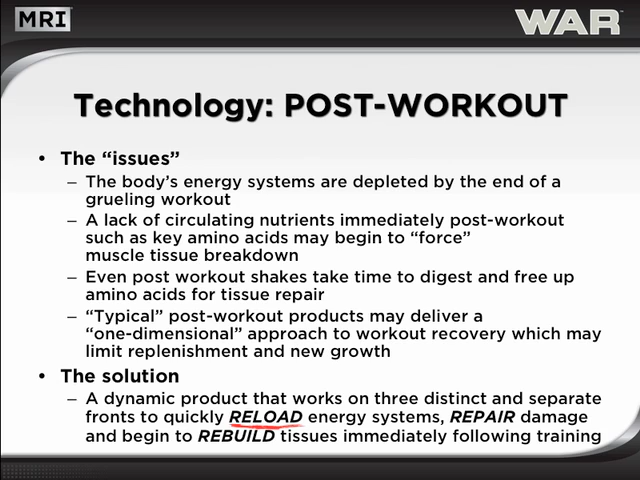 MRI
WAR
Technology: POST-WORKOUT
• The “issues”
– The body’s energy systems are depleted by the end of a
grueling workout
– A lack of circulating nutrients immediately post-workout
such as key amino acids may begin to “force”
muscle tissue breakdown
– Even post workout shakes take time to digest and free up
amino acids for tissue repair
– “Typical” post-workout products may deliver a
“one-dimensional” approach to workout recovery which may
limit replenishment and new growth
• The solution
– A dynamic product that works on three distinct and separate
fronts to quickly RELOAD energy systems, REPAIR damage
and begin to REBUILD tissues immediately following training